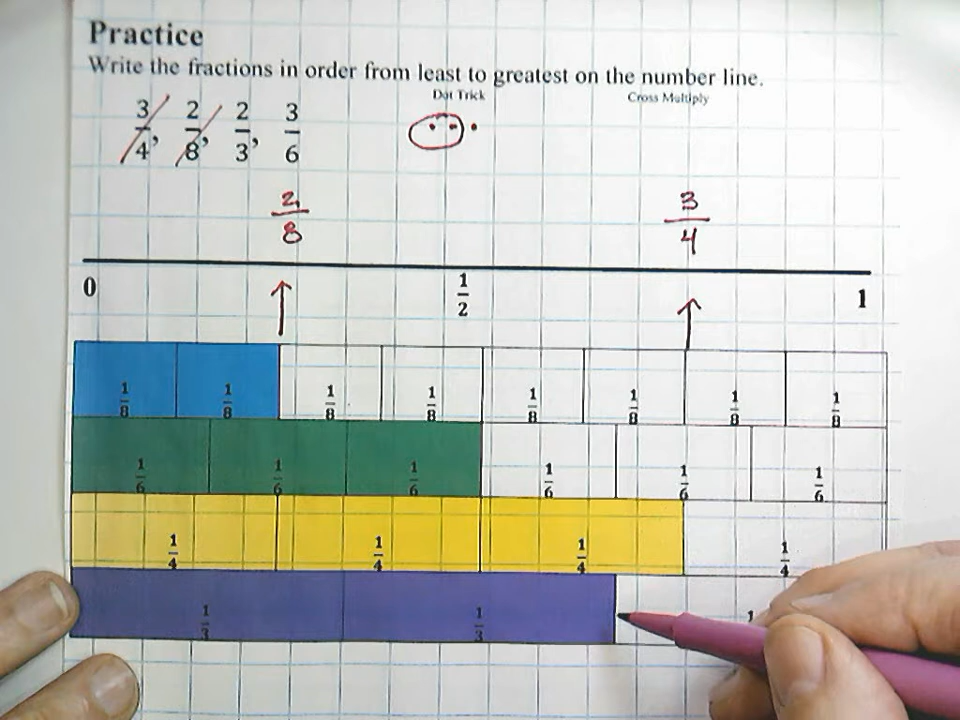 Practice
Write the fractions in order from least to greatest on the number line.
Dot Trick Cross Multiply
3/4, 2/8, 2/3, 3/6
2/8 3/4
0 1/2 1
1/8 1/8 1/8 1/8 1/8 1/8 1/8 1/8
1/6 1/6 1/6 1/6 1/6 1/6
1/4 1/4 1/4 1/4
1/3 1/3